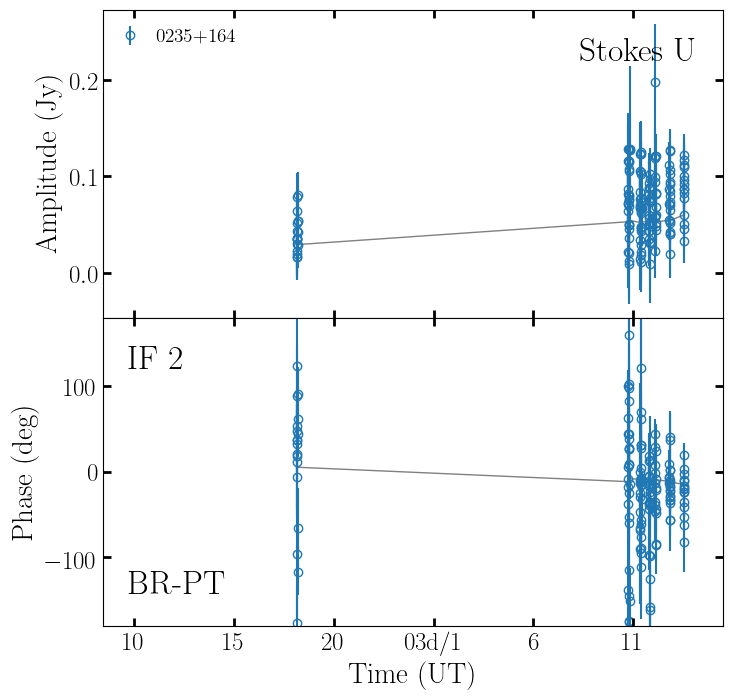 0235+164
Stokes U
0.2
0.1
0.0
Amplitude (Jy)
IF 2
100
0
−100
Phase (deg)
BR-PT
10 15 20 03d/1 6 11
Time (UT)